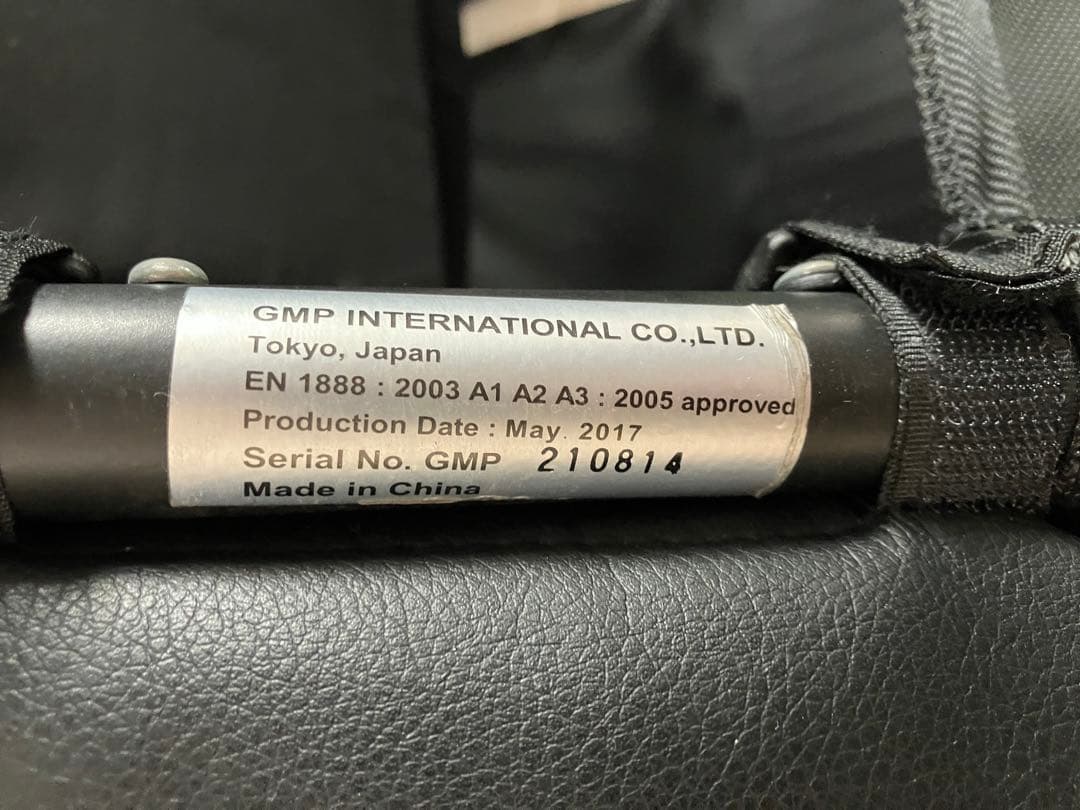 GMP INTERNATIONAL CO.,LTD.
Tokyo, Japan
EN 1888 : 2003 A1 A2 A3 : 2005 approved
Production Date : May. 2017
Serial No. GMP 210814
Made in China